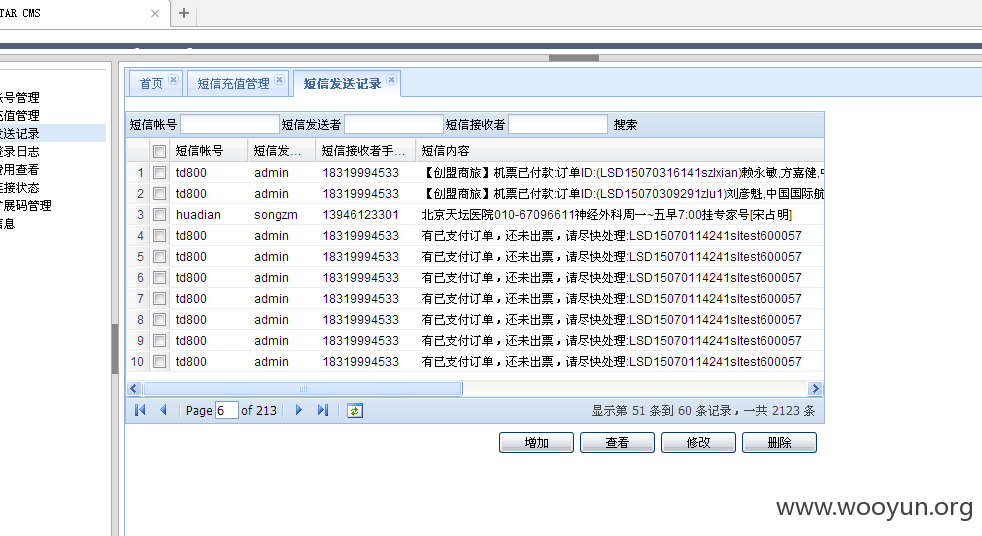 TAR CMS
账号管理
充值管理
发送记录
登录日志
费用查看
连接状态
扩展码管理
信息
首页 短信充值管理 短信发送记录
短信帐号 短信发送者 短信接收者 搜索
短信帐号 短信发... 短信接收者手... 短信内容
1 td800 admin 18319994533 【创盟商旅】机票已付款:订单ID:(LSD15070316141szlxian)赖永敏,方嘉健,
2 td800 admin 18319994533 【创盟商旅】机票已付款:订单ID:(LSD15070309291zlu1)刘彦魁,中国国际航
3 huadian songzm 13946123301 北京天坛医院010-67096611神经外科周一~五早7:00挂专家号[宋占明]
4 td800 admin 18319994533 有已支付订单，还未出票，请尽快处理:LSD15070114241sltest600057
5 td800 admin 18319994533 有已支付订单，还未出票，请尽快处理:LSD15070114241sltest600057
6 td800 admin 18319994533 有已支付订单，还未出票，请尽快处理:LSD15070114241sltest600057
7 td800 admin 18319994533 有已支付订单，还未出票，请尽快处理:LSD15070114241sltest600057
8 td800 admin 18319994533 有已支付订单，还未出票，请尽快处理:LSD15070114241sltest600057
9 td800 admin 18319994533 有已支付订单，还未出票，请尽快处理:LSD15070114241sltest600057
10 td800 admin 18319994533 有已支付订单，还未出票，请尽快处理:LSD15070114241sltest600057
Page 6 of 213 显示第 51 条到 60 条记录，一共 2123 条
增加 查看 修改 删除
www.wooyun.org